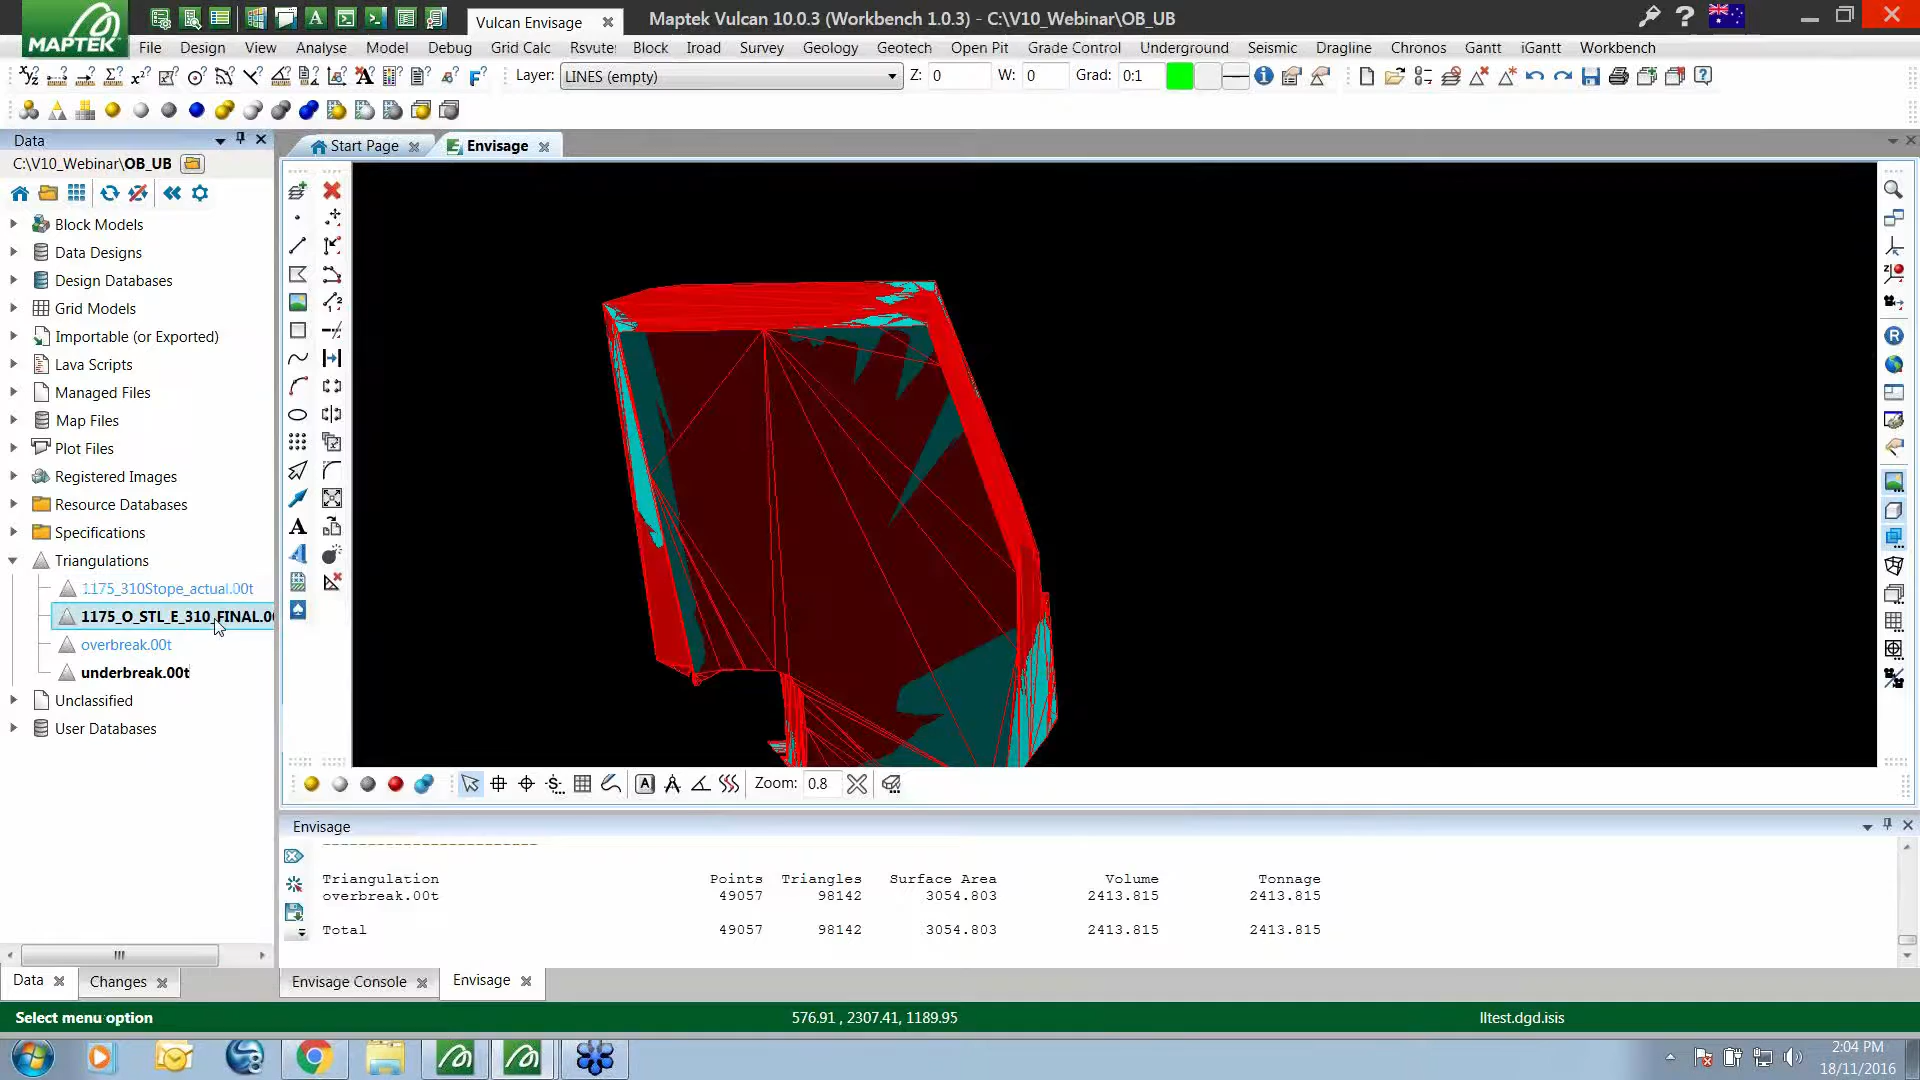 MAPTEK
Vulcan Envisage
Maptek Vulcan 10.0.3 (Workbench 1.0.3) - C:\V10_Webinar\OB_UB
File Design View Analyse Model Debug Grid Calc Rsvute: Block Iroad Survey Geology Geotech Open Pit Grade Control Underground Seismic Dragline Chronos Gantt iGantt Workbench
Layer: LINES (empty) Z: 0 W: 0 Grad: 0:1
Data
C:\V10_Webinar\OB_UB
Start Page
Envisage
Block Models
Data Designs
Design Databases
Grid Models
Importable (or Exported)
Lava Scripts
Managed Files
Map Files
Plot Files
Registered Images
Resource Databases
Specifications
Triangulations
1175_310Stope_actual.00t
1175_O_STL_E_310_FINAL.00
overbreak.00t
underbreak.00t
Unclassified
User Databases
Zoom: 0.8
Envisage
Triangulation Points Triangles Surface Area Volume Tonnage
overbreak.00t 49057 98142 3054.803 2413.815 2413.815
Total 49057 98142 3054.803 2413.815 2413.815
Data Changes
Envisage Console Envisage
Select menu option
576.91 , 2307.41, 1189.95
lltest.dgd.isis
2:04 PM
18/11/2016